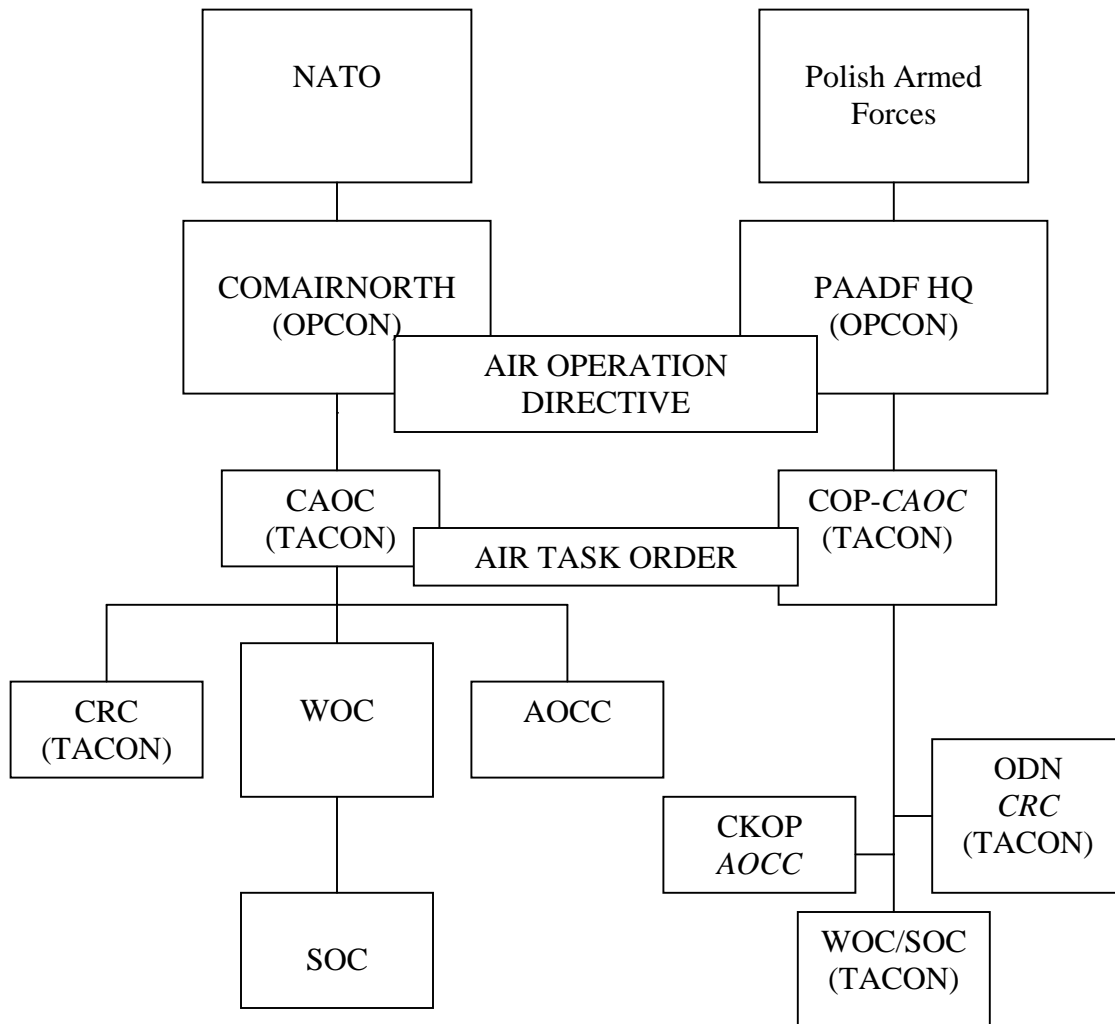 NATO
Polish Armed
Forces
COMAIRNORTH
(OPCON)
PAADF HQ
(OPCON)
AIR OPERATION
DIRECTIVE
CAOC
(TACON)
COP-CAOC
(TACON)
AIR TASK ORDER
CRC
(TACON)
WOC
AOCC
ODN
CRC
(TACON)
CKOP
AOCC
SOC
WOC/SOC
(TACON)